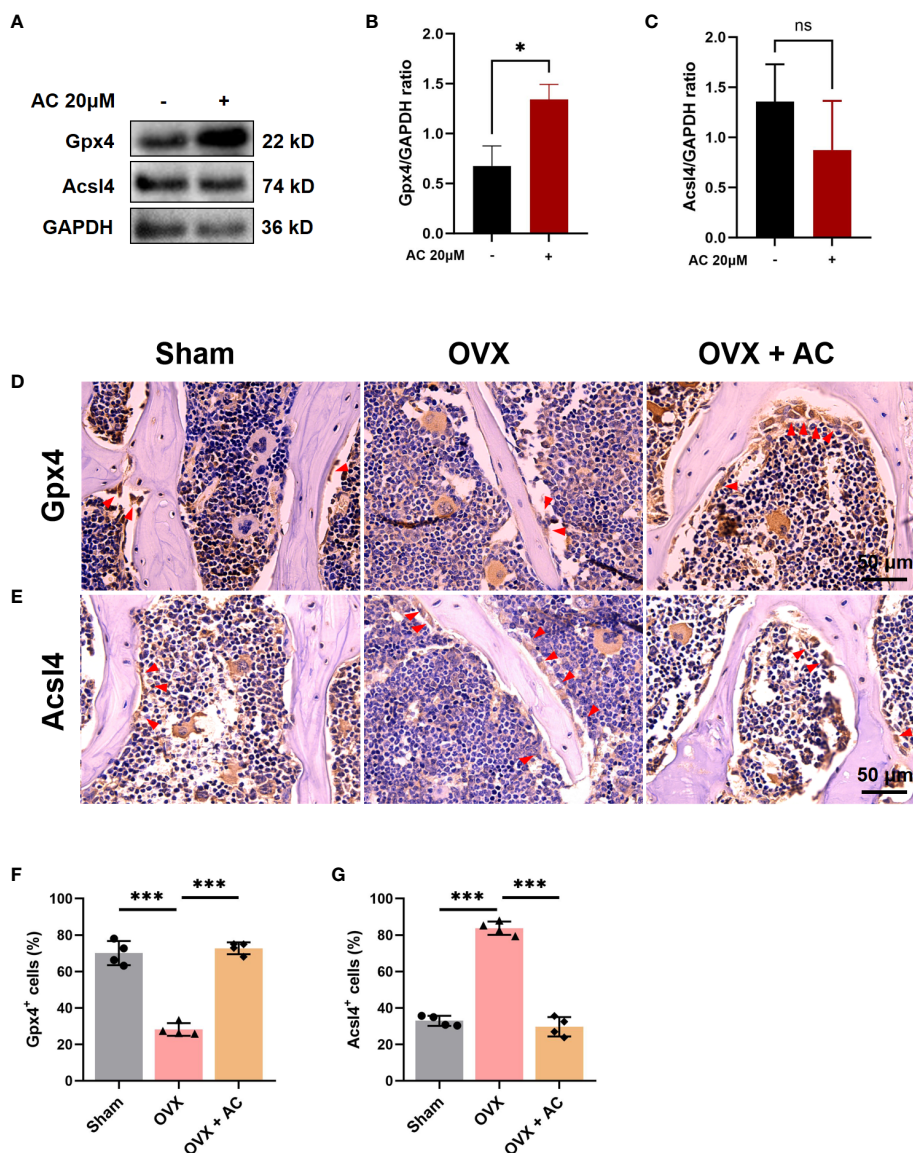 A
AC 20μM - +
Gpx4 22 kD
Acsl4 74 kD
GAPDH 36 kD
B
Gpx4/GAPDH ratio
2.0
1.5
1.0
0.5
0.0
*
AC 20μM - +
C
Acsl4/GAPDH ratio
2.0
1.5
1.0
0.5
0.0
ns
AC 20μM - +
Sham OVX OVX + AC
D
Gpx4
50 μm
E
Acsl4
50 μm
F
Gpx4⁺ cells (%)
100
80
60
40
20
0
*** ***
Sham OVX OVX + AC
G
Acsl4⁺ cells (%)
100
80
60
40
20
0
*** ***
Sham OVX OVX + AC